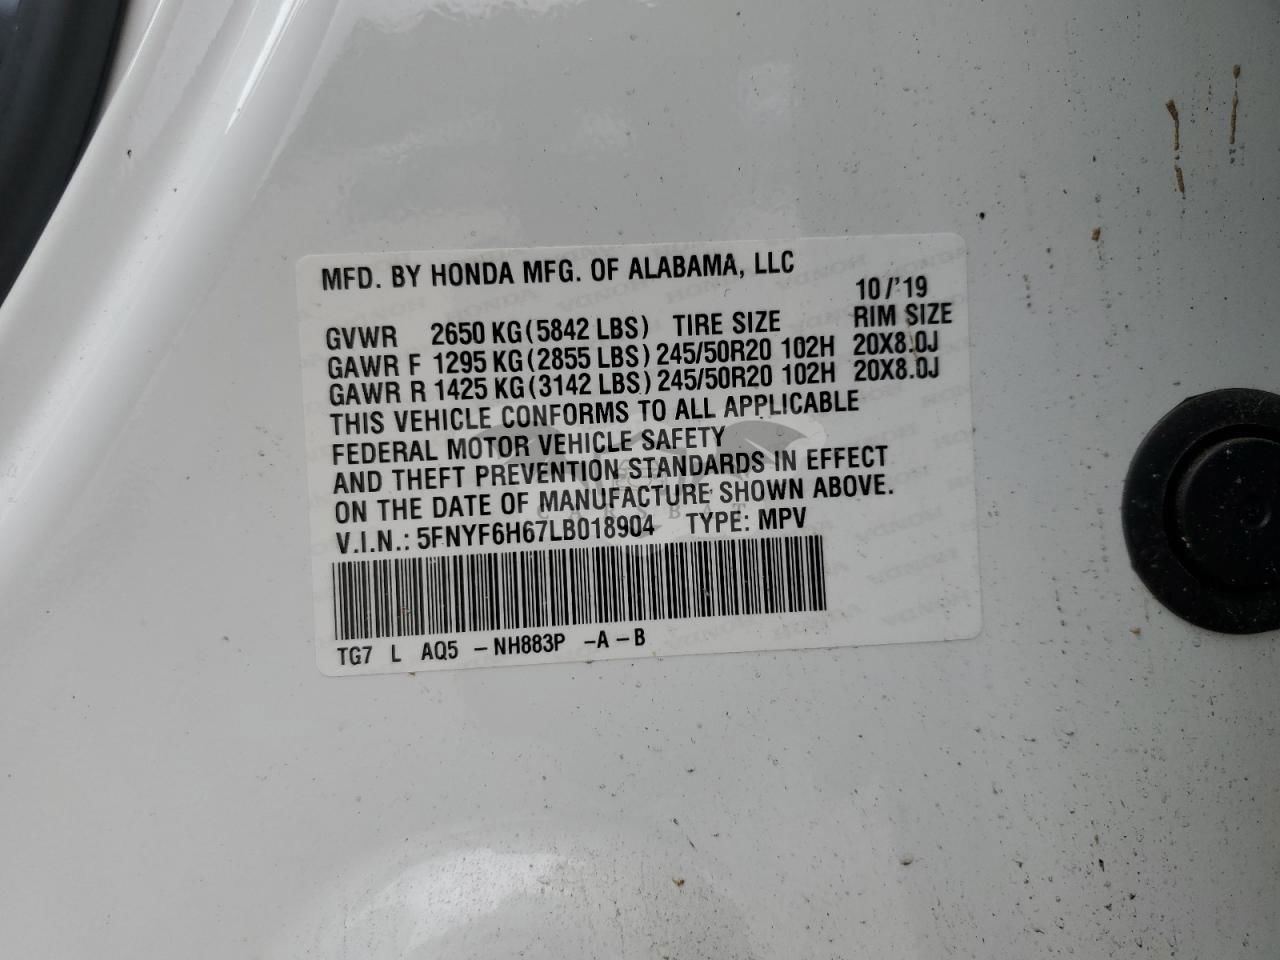 MFD. BY HONDA MFG. OF ALABAMA, LLC
10/'19
GVWR 2650 KG(5842 LBS) TIRE SIZE RIM SIZE
GAWR F 1295 KG(2855 LBS) 245/50R20 102H 20X8.0J
GAWR R 1425 KG(3142 LBS) 245/50R20 102H 20X8.0J
THIS VEHICLE CONFORMS TO ALL APPLICABLE
FEDERAL MOTOR VEHICLE SAFETY
AND THEFT PREVENTION STANDARDS IN EFFECT
ON THE DATE OF MANUFACTURE SHOWN ABOVE.
CARSBAT
V.I.N.: 5FNYF6H67LB018904 TYPE: MPV
TG7 L AQ5 -NH883P -A-B